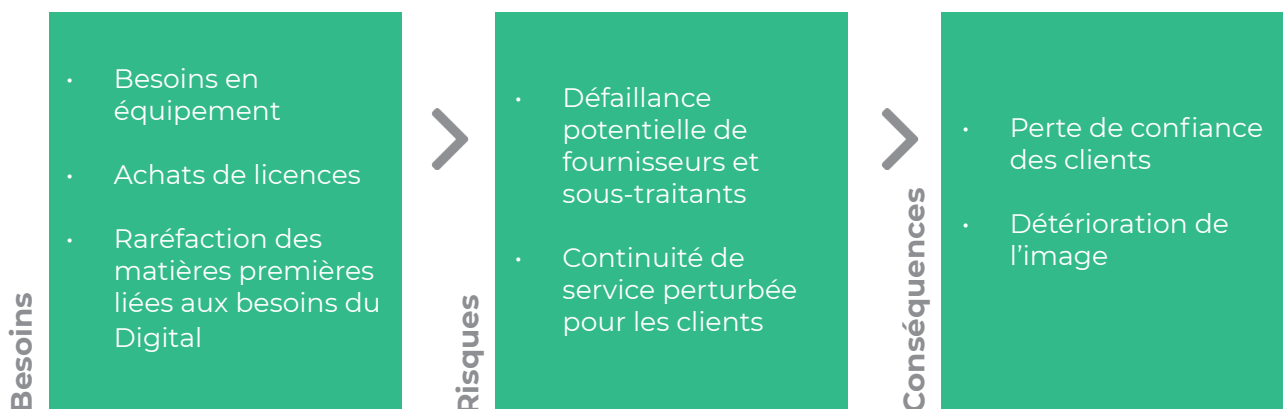 Besoins
• Besoins en
équipement
• Achats de licences
• Raréfaction des
matières premières
liées aux besoins du
Digital
Risques
• Défaillance
potentielle de
fournisseurs et
sous-traitants
• Continuité de
service perturbée
pour les clients
Conséquences
• Perte de confiance
des clients
• Détérioration de
l’image